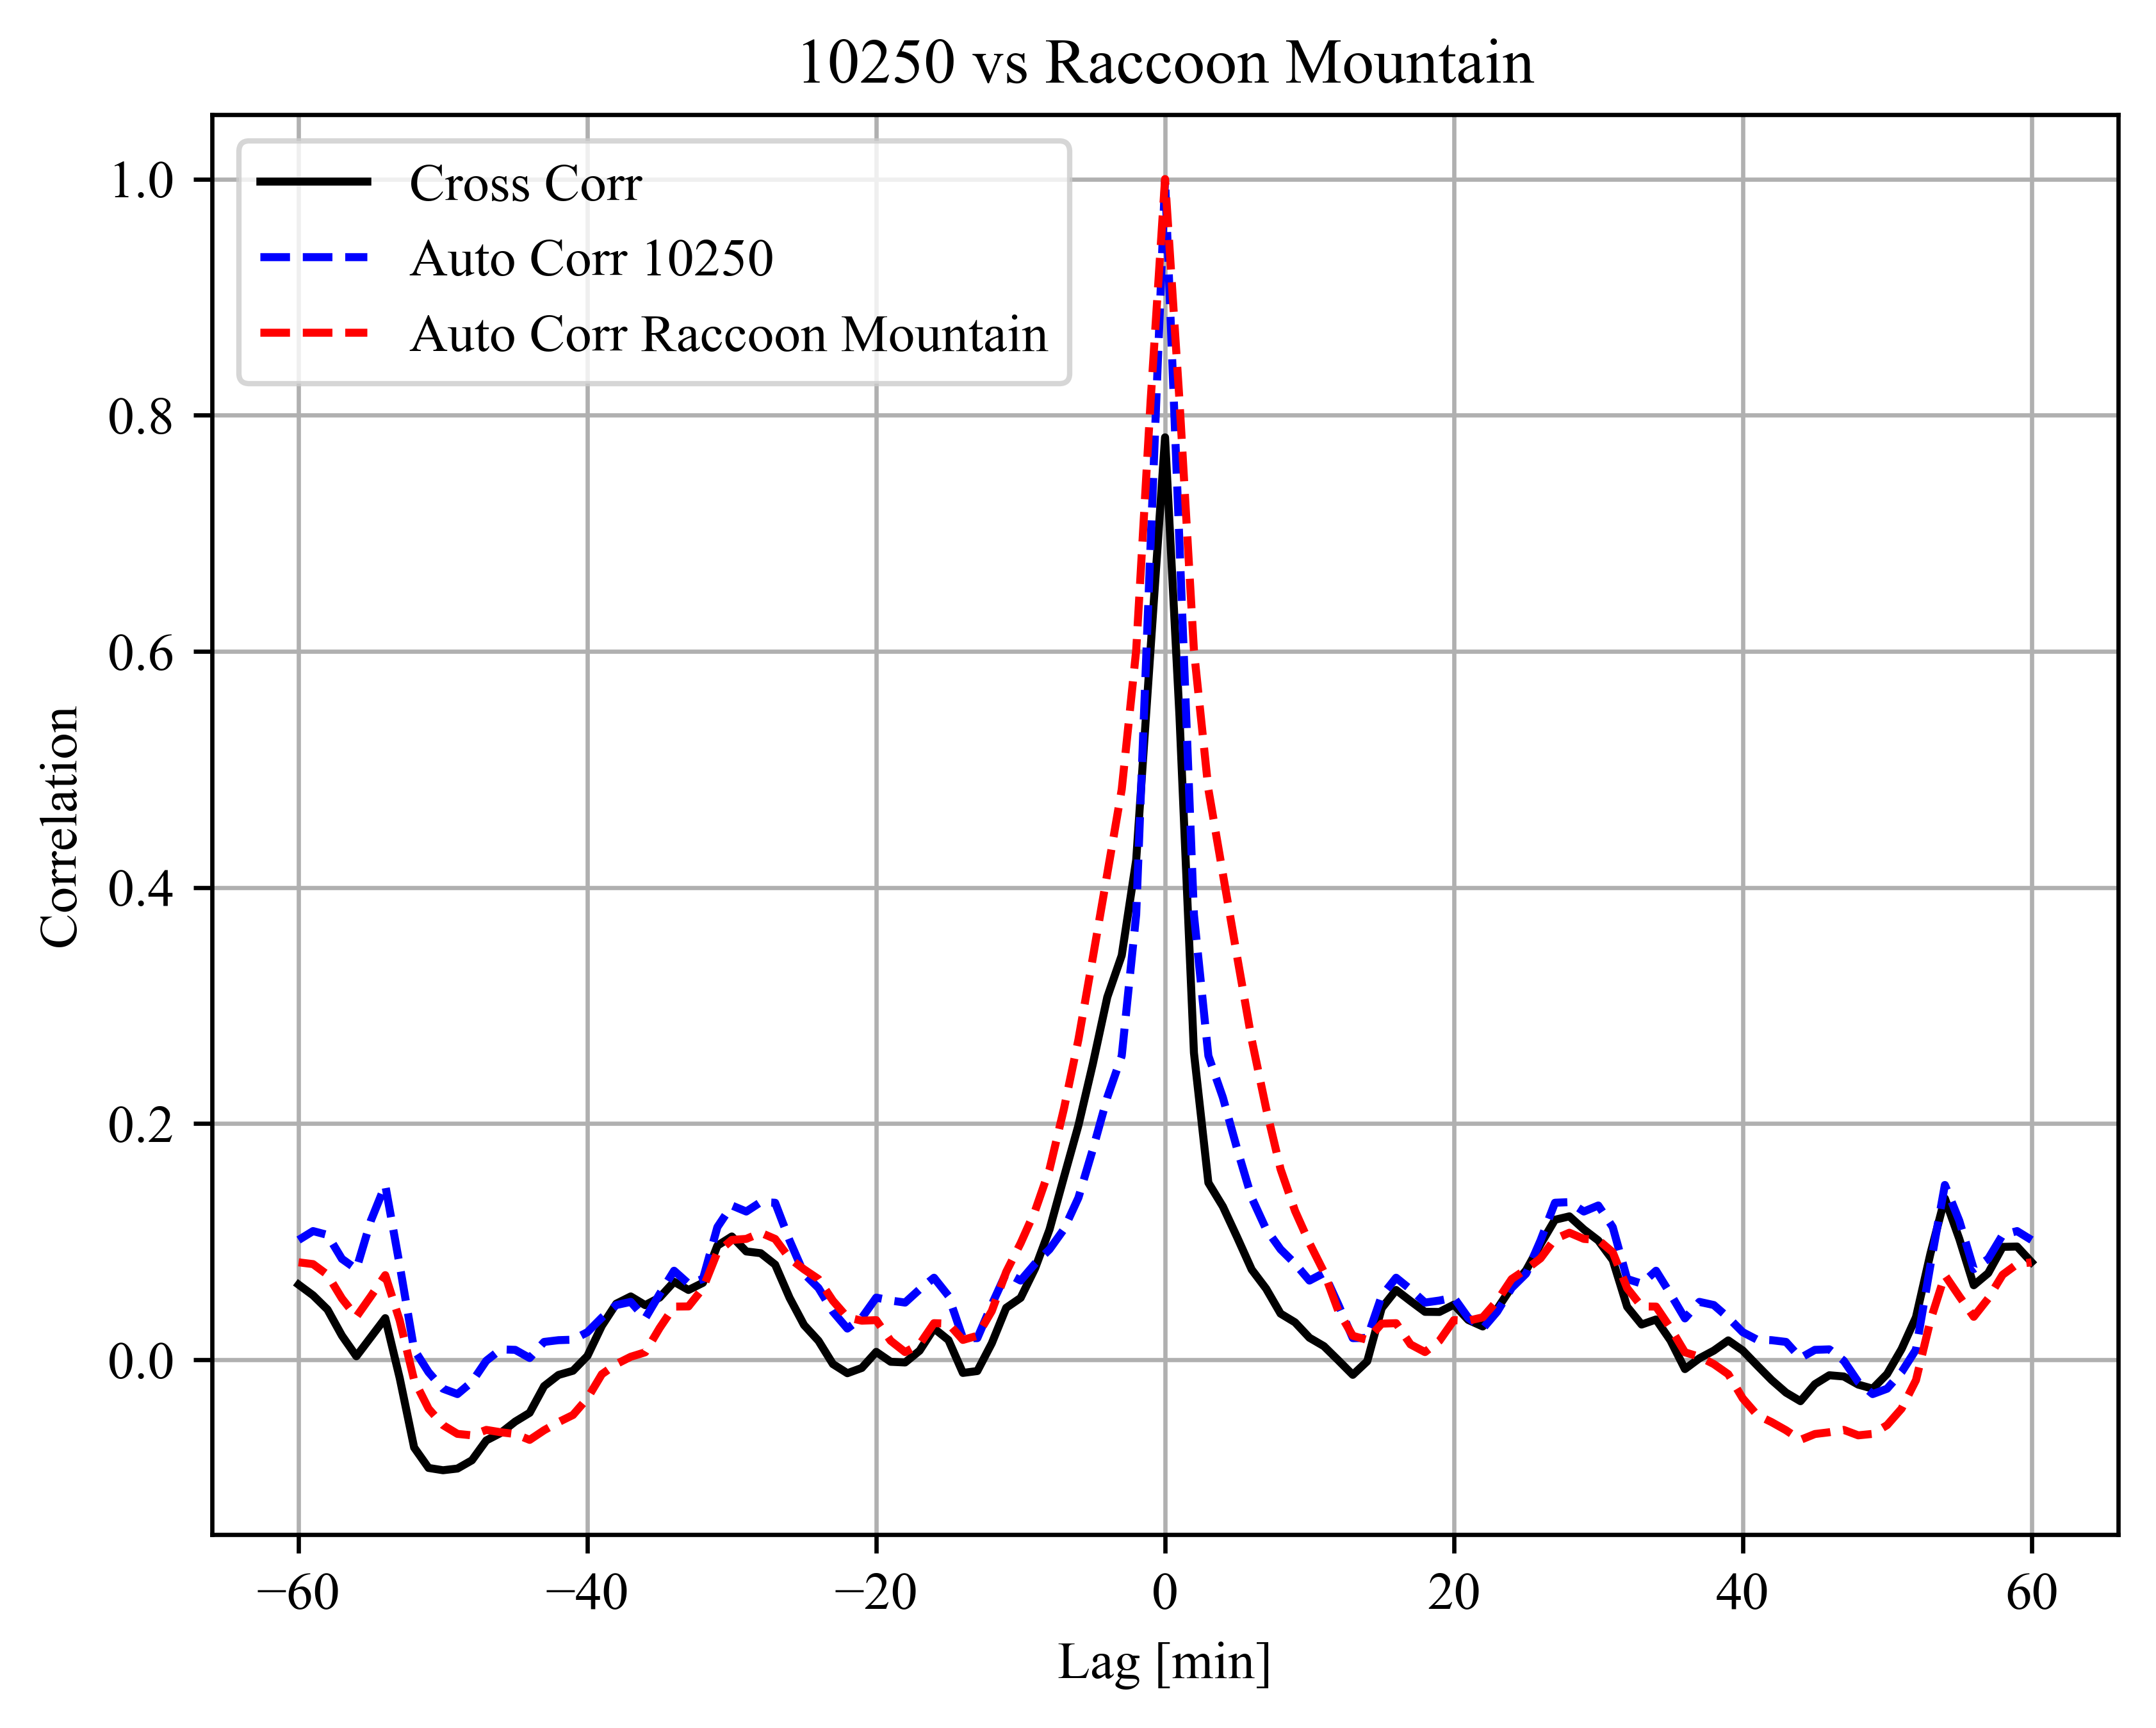 10250 vs Raccoon Mountain
Cross Corr
Auto Corr 10250
Auto Corr Raccoon Mountain
1.0
0.8
0.6
0.4
0.2
0.0
Correlation
−60 −40 −20 0 20 40 60
Lag [min]